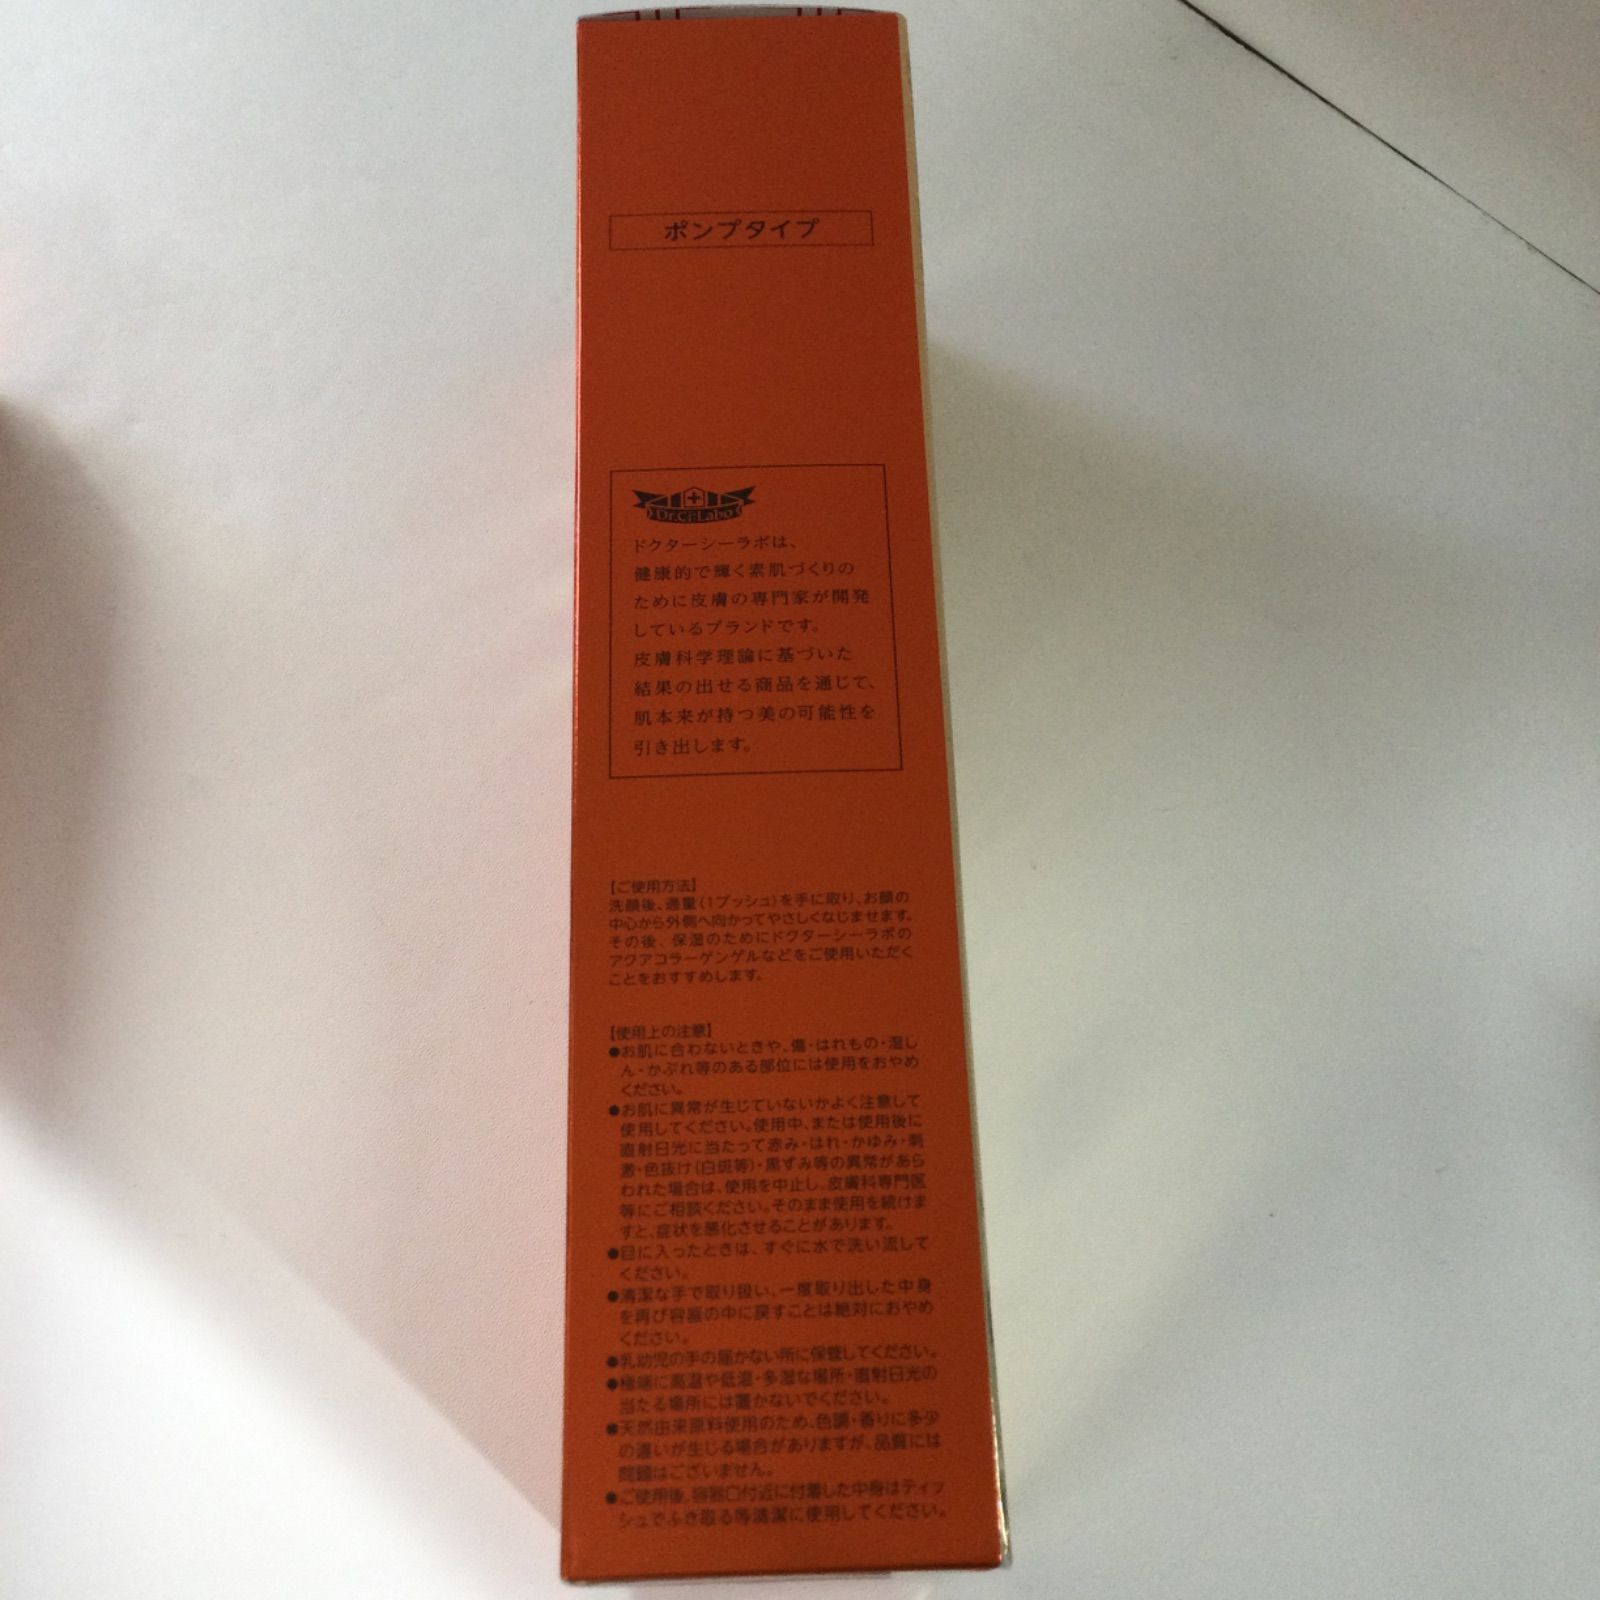 ポンプタイプ
Dr.Ci:Labo
ドクターシーラボは、
健康的で輝く素肌づくりの
ために皮膚の専門家が開発
しているブランドです。
皮膚科学理論に基づいた
結果の出せる商品を通じて、
肌本来が持つ美の可能性を
引き出します。
【ご使用方法】
洗顔後、適量(1プッシュ)を手に取り、お顔の
中心から外側へ向かってやさしくなじませます。
その後、保湿のためにドクターシーラボの
アクアコラーゲンゲルなどをご使用いただく
ことをおすすめします。
【使用上の注意】
●お肌に合わないときや、傷・はれもの・湿し
ん・かぶれ等のある部位には使用をおやめ
ください。
●お肌に異常が生じていないかよく注意して
使用してください。使用中、または使用後に
直射日光に当たって赤み・はれ・かゆみ・刺
激・色抜け(白斑等)・黒ずみ等の異常があら
われた場合は、使用を中止し、皮膚科専門医
等にご相談ください。そのまま使用を続けま
すと、症状を悪化させることがあります。
●目に入ったときは、すぐに水で洗い流して
ください。
●清潔な手で取り扱い、一度取り出した中身
を再び容器の中に戻すことは絶対におやめ
ください。
●乳幼児の手の届かない所に保管してください。
●極端に高温や低温・多湿な場所・直射日光の
当たる場所には置かないでください。
●天然由来原料使用のため、色調・香りに多少
の違いが生じる場合がありますが、品質には
問題はございません。
●ご使用後、容器口付近に付着した中身はティッ
シュでふき取る等清潔に使用してください。